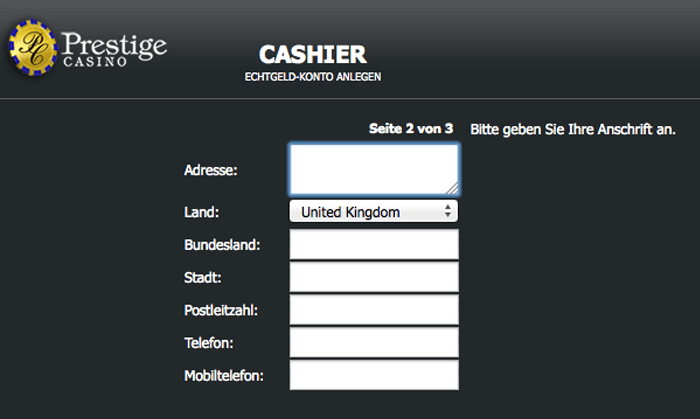 PC Prestige
CASINO
CASHIER
ECHTGELD-KONTO ANLEGEN
Seite 2 von 3 Bitte geben Sie Ihre Anschrift an.
Adresse:
Land: United Kingdom
Bundesland:
Stadt:
Postleitzahl:
Telefon:
Mobiltelefon: